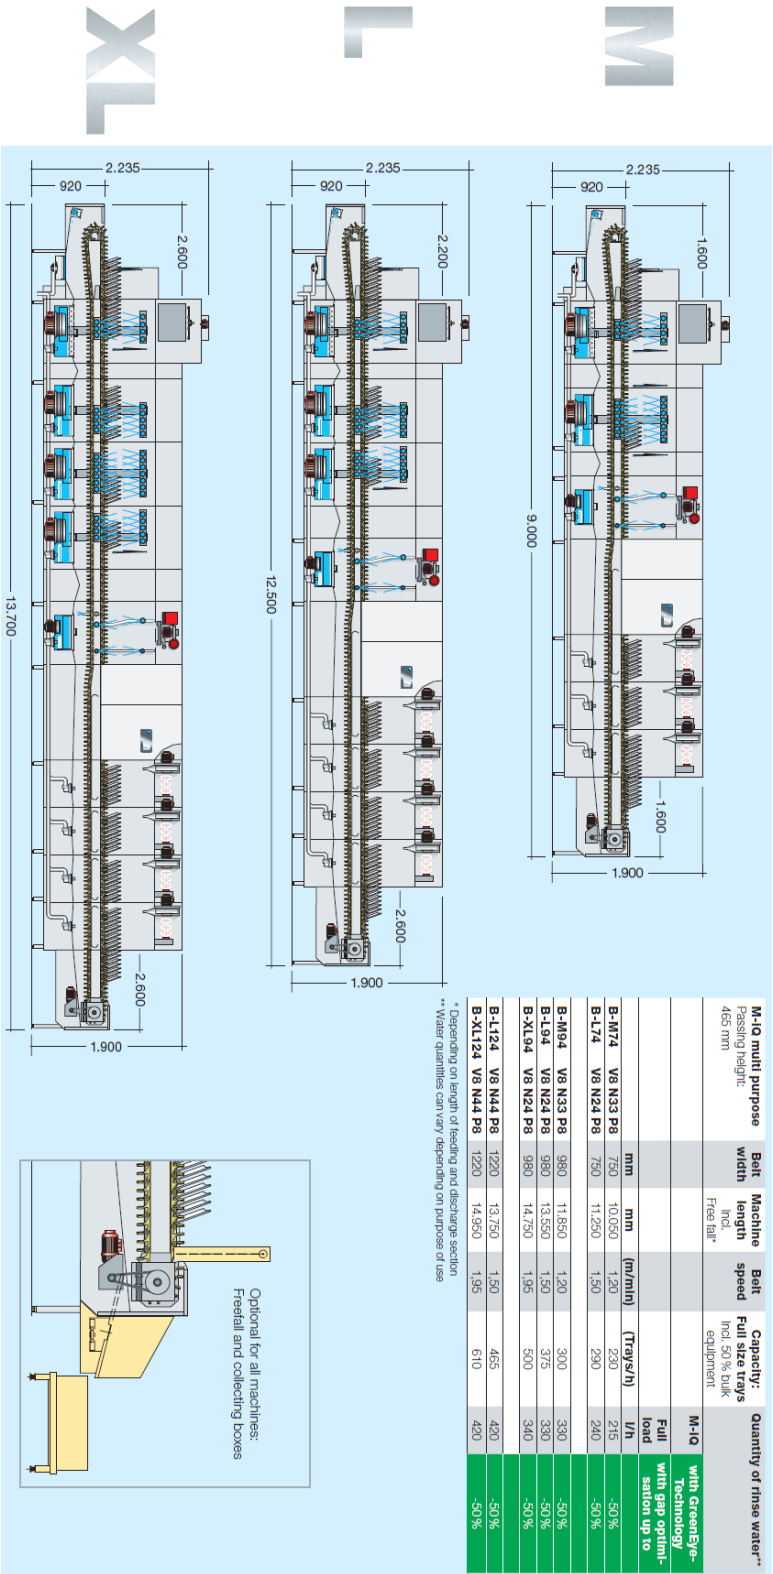 M
2.235
920
1.600
9.000
1.600
1.900
L
2.235
920
2.200
12.500
2.600
1.900
XL
2.235
920
2.600
13.700
2.600
1.900
M-iQ multi purpose Belt Machine Belt Capacity: Quantity of rinse water**
Passing height: width length speed Full size trays
465 mm Incl. Incl. 50 % bulk
Free fall* equipment
M-iQ with GreenEye-
Technology
Full with gap optimi-
load sation up to
mm mm (m/min) (Trays/h) l/h
B-M74 V8 N33 P8 750 10.050 1,20 230 215 -50%
B-L74 V8 N24 P8 750 11.250 1,50 290 240 -50%
B-M94 V8 N33 P8 980 11.850 1,20 300 330 -50%
B-L94 V8 N24 P8 980 13.550 1,50 375 330 -50%
B-XL94 V8 N24 P8 980 14.750 1,95 500 340 -50%
B-L124 V8 N44 P8 1220 13.750 1,50 465 420 -50%
B-XL124 V8 N44 P8 1220 14.950 1,95 610 420 -50%
* Depending on length of feeding and discharge section
** Water quantities can vary depending on purpose of use
Optional for all machines:
Freefall and collecting boxes